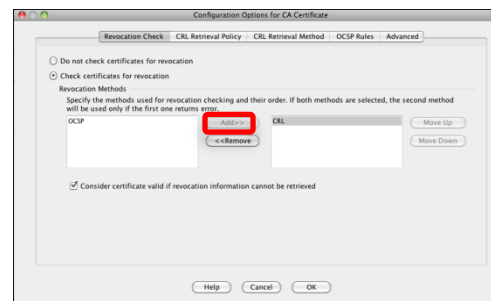 Configuration Options for CA Certificate
Revocation Check CRL Retrieval Policy CRL Retrieval Method OCSP Rules Advanced
Do not check certificates for revocation
Check certificates for revocation
Revocation Methods
Specify the methods used for revocation checking and their order. If both methods are selected, the second method
will be used only if the first one returns error.
OCSP Add>> CRL Move Up
<<Remove Move Down
Consider certificate valid if revocation information cannot be retrieved
Help Cancel OK